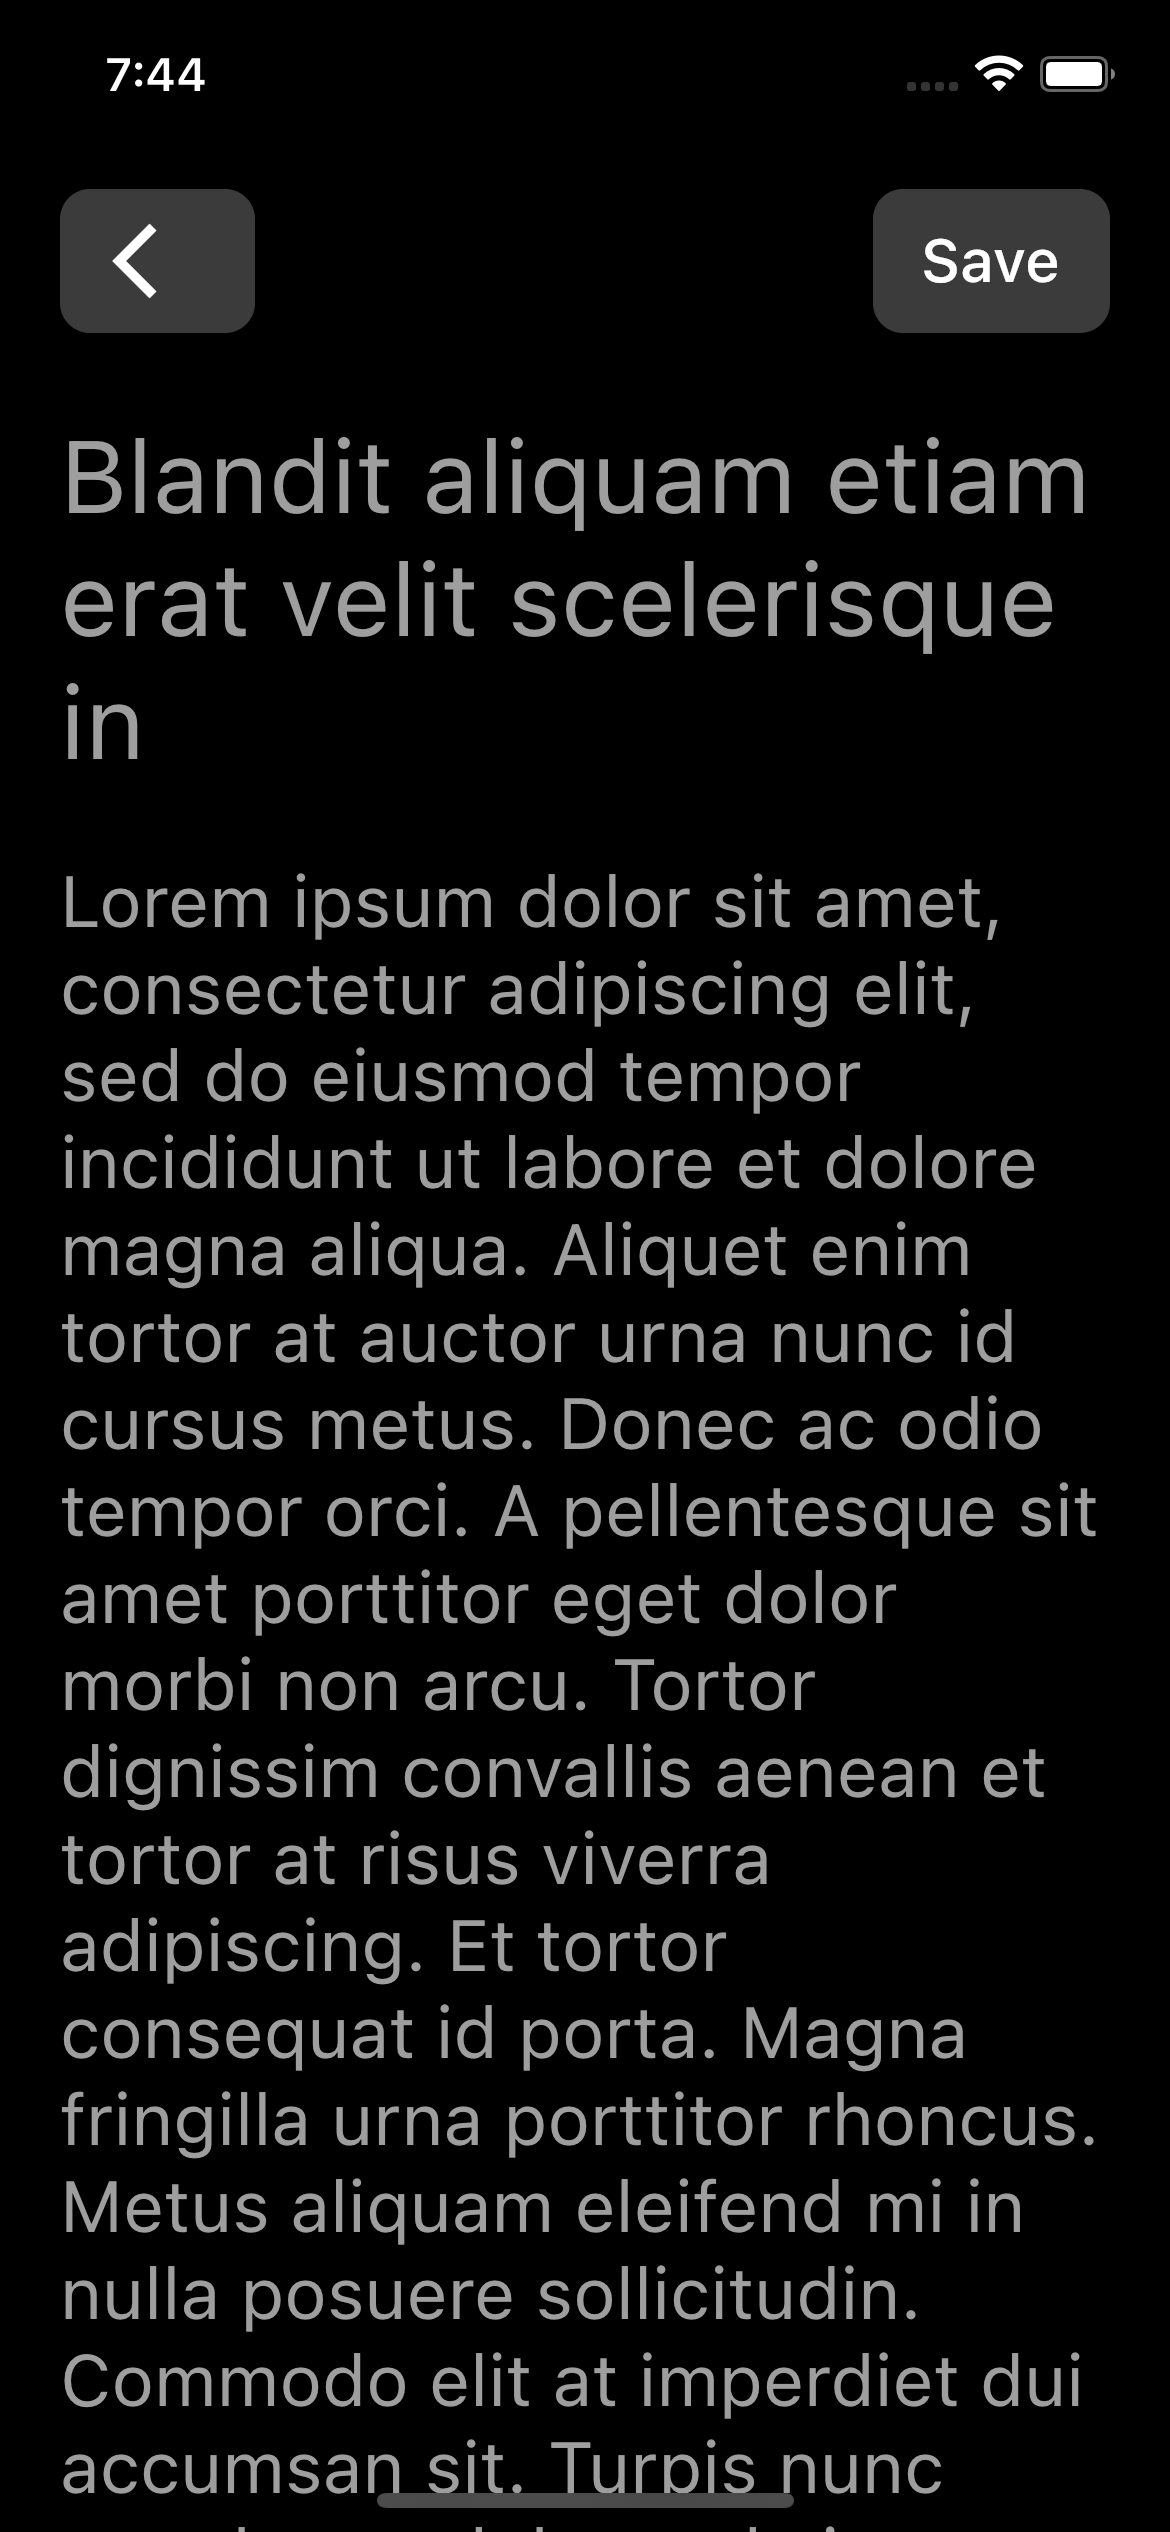 7:44
Save
Blandit aliquam etiam
erat velit scelerisque
in
Lorem ipsum dolor sit amet,
consectetur adipiscing elit,
sed do eiusmod tempor
incididunt ut labore et dolore
magna aliqua. Aliquet enim
tortor at auctor urna nunc id
cursus metus. Donec ac odio
tempor orci. A pellentesque sit
amet porttitor eget dolor
morbi non arcu. Tortor
dignissim convallis aenean et
tortor at risus viverra
adipiscing. Et tortor
consequat id porta. Magna
fringilla urna porttitor rhoncus.
Metus aliquam eleifend mi in
nulla posuere sollicitudin.
Commodo elit at imperdiet dui
accumsan sit. Turpis nunc